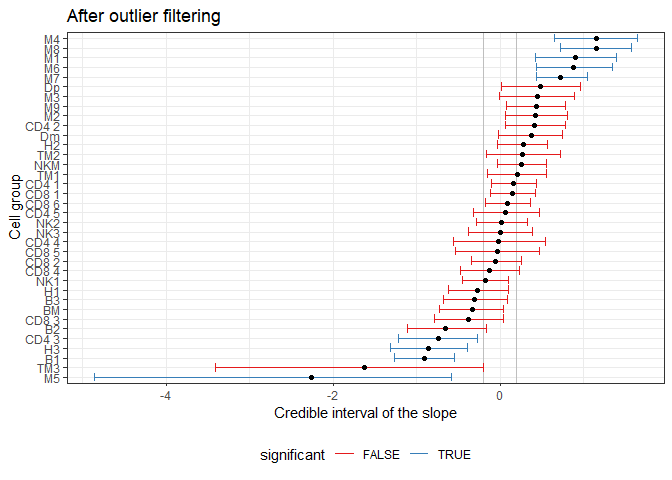 After outlier filtering
M4
M8
M1
M6
M7
Dp
M3
M9
M2
CD4 2
Dm
H2
TM2
NKM
TM1
CD4 1
CD8 1
CD8 6
CD4 5
NK2
NK3
CD4 4
CD8 5
CD8 2
CD8 4
NK1
H1
B3
BM
CD8 3
B2
CD4 3
H3
B1
TM3
M5
Cell group
-4 -2 0
Credible interval of the slope
significant FALSE TRUE